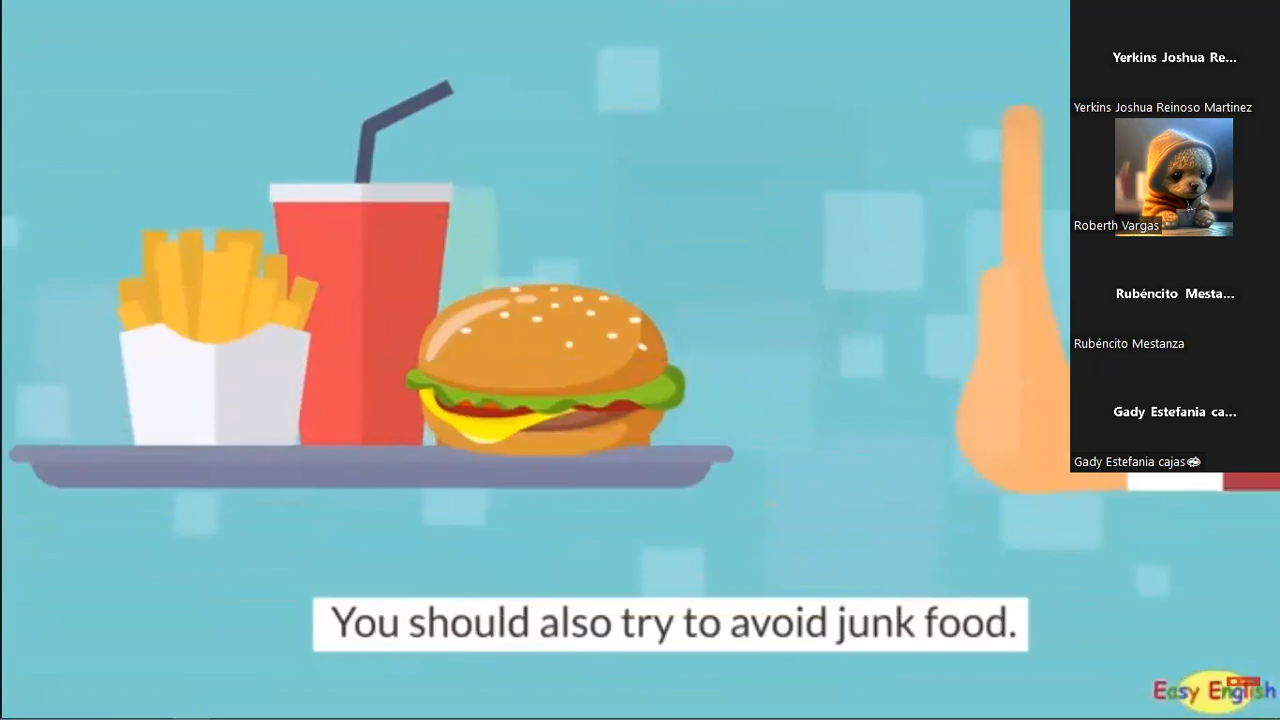 Yerkins Joshua Re...
Yerkins Joshua Reinoso Martinez
Roberth Vargas
Rubéncito Mesta...
Rubéncito Mestanza
Gady Estefania ca...
Gady Estefania cajas
You should also try to avoid junk food.
Easy English